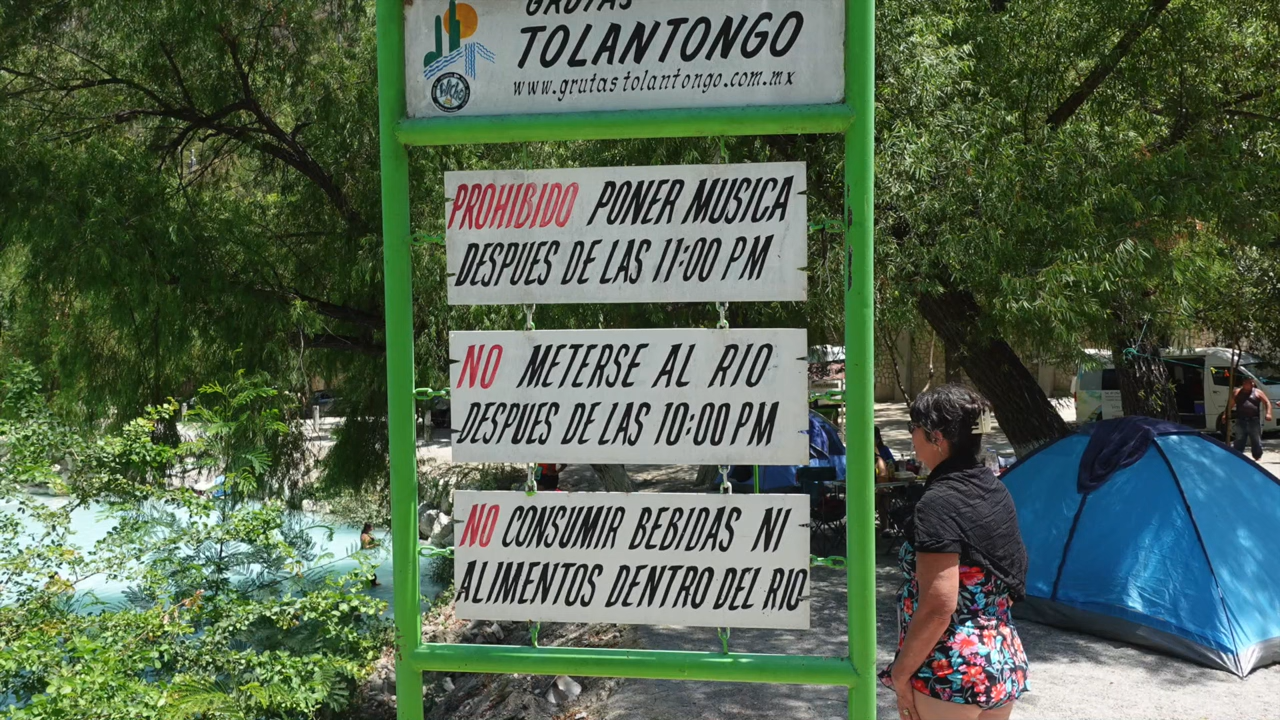 GRUTAS
TOLANTONGO
www.grutastolantongo.com.mx
PROHIBIDO PONER MUSICA
DESPUES DE LAS 11:00 PM
NO METERSE AL RIO
DESPUES DE LAS 10:00 PM
NO CONSUMIR BEBIDAS NI
ALIMENTOS DENTRO DEL RIO